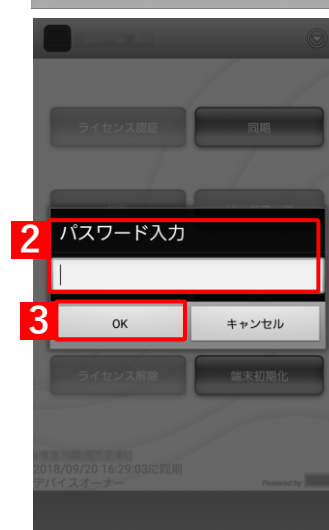 ライセンス認証
同期
2
パスワード入力
3
OK
キャンセル
ライセンス解除
端末初期化
2018/09/20 16:29:03に同期
デバイスオーナー
Powered by